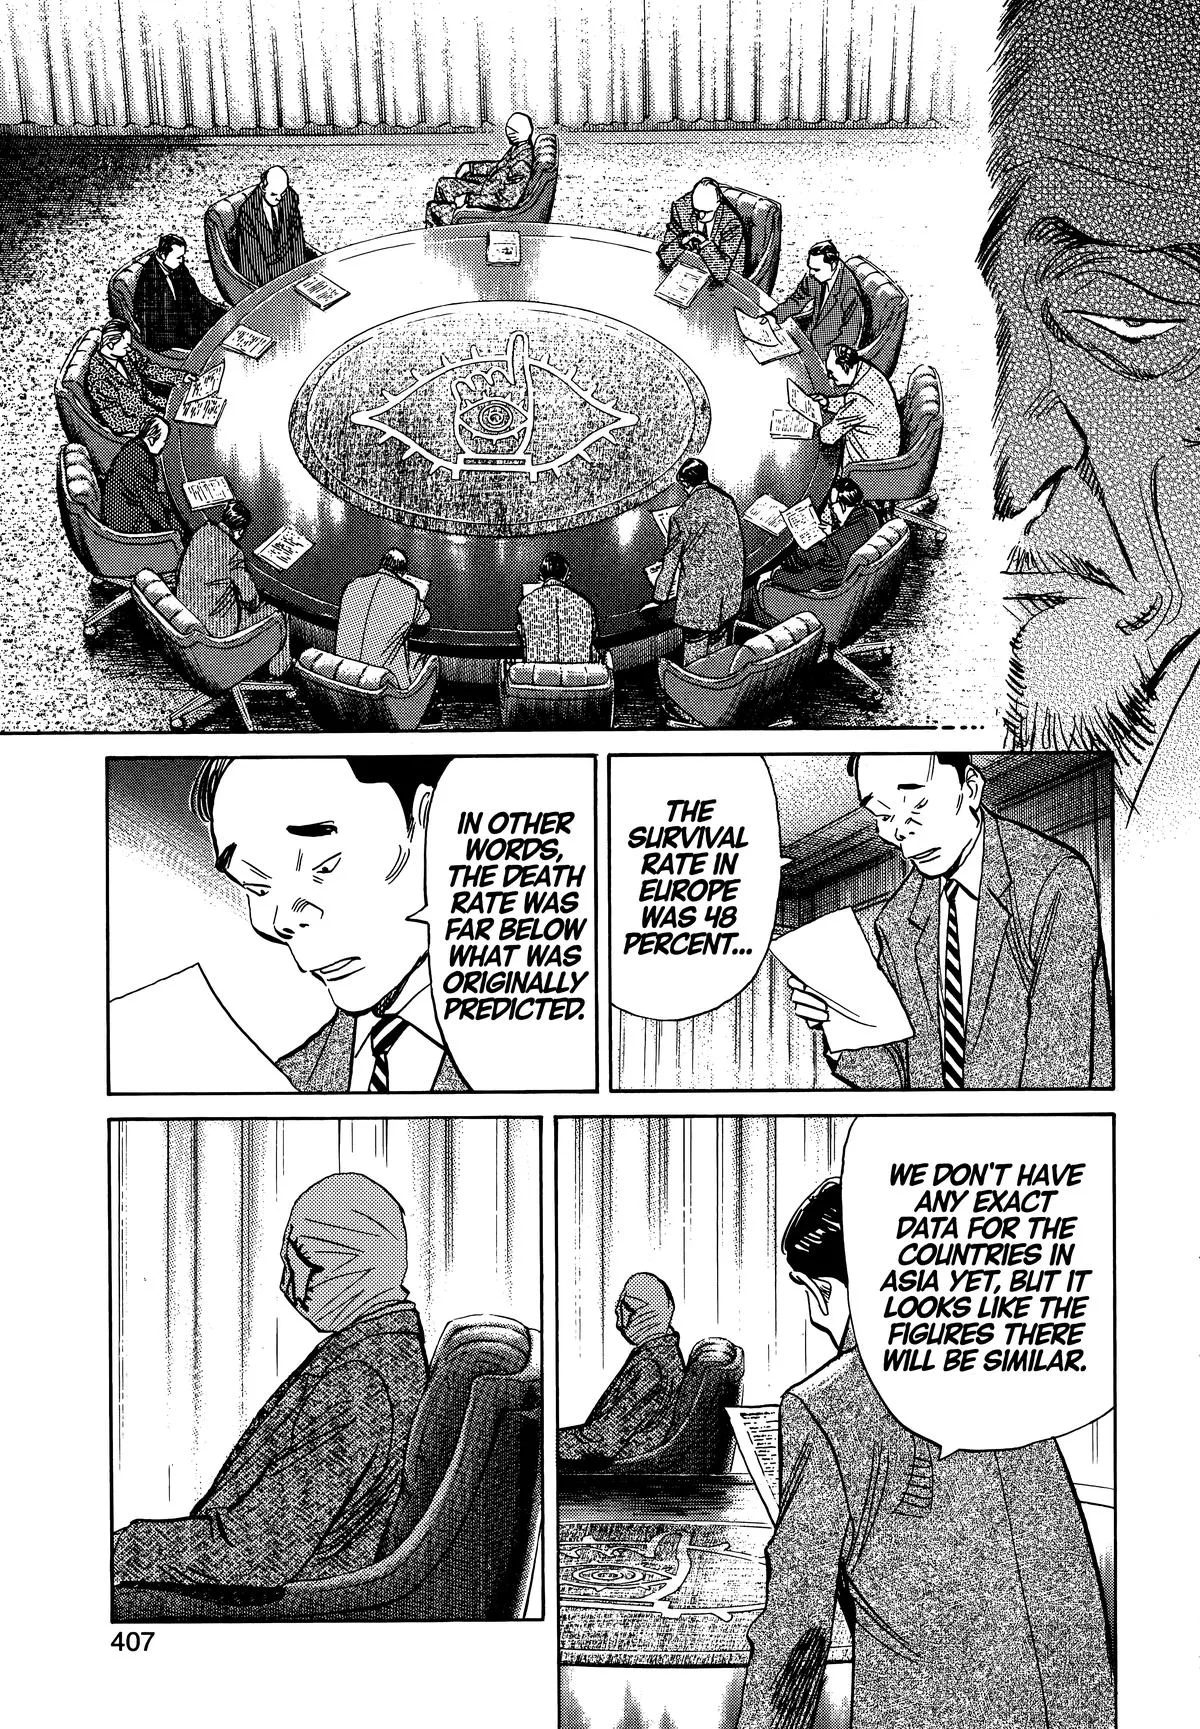 THE
SURVIVAL
RATE IN
EUROPE
WAS 48
PERCENT...
IN OTHER
WORDS,
THE DEATH
RATE WAS
FAR BELOW
WHAT WAS
ORIGINALLY
PREDICTED.
WE DON'T HAVE
ANY EXACT
DATA FOR THE
COUNTRIES IN
ASIA YET, BUT IT
LOOKS LIKE THE
FIGURES THERE
WILL BE SIMILAR.
407